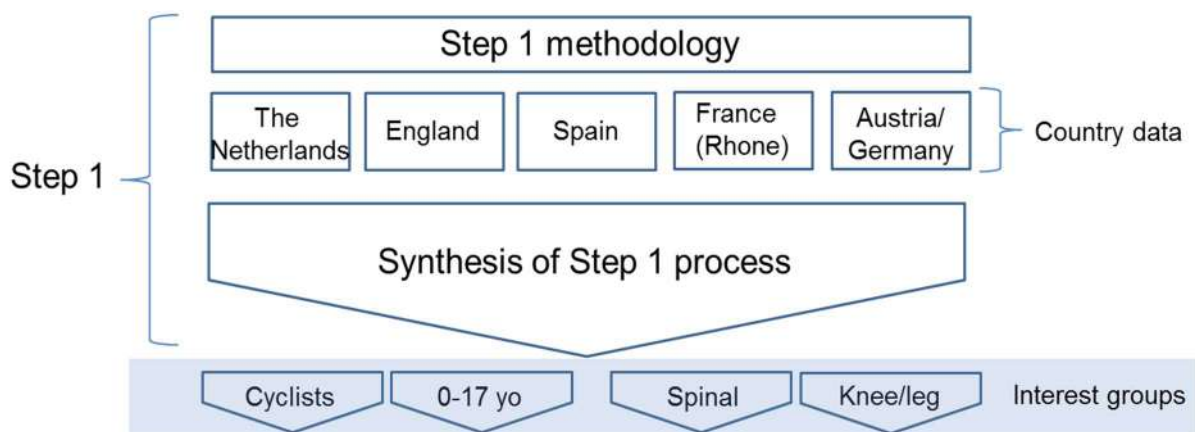 Step 1 methodology
The
Netherlands
England
Spain
France
(Rhone)
Austria/
Germany
Country data
Step 1
Synthesis of Step 1 process
Cyclists
0-17 yo
Spinal
Knee/leg
Interest groups